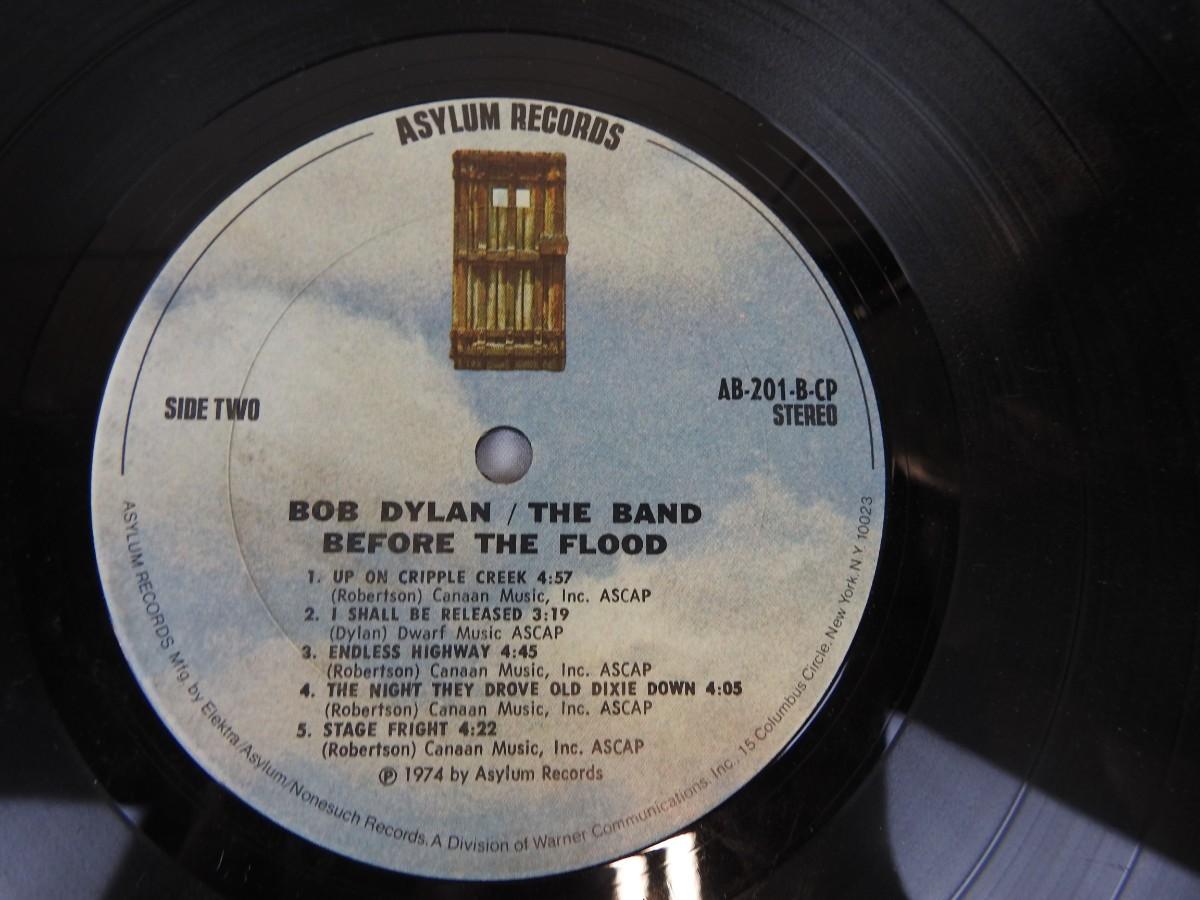 ASYLUM RECORDS
SIDE TWO
AB-201-B-CP
STEREO
BOB DYLAN / THE BAND
BEFORE THE FLOOD
1. UP ON CRIPPLE CREEK 4:57
(Robertson) Canaan Music, Inc. ASCAP
2. I SHALL BE RELEASED 3:19
(Dylan) Dwarf Music ASCAP
3. ENDLESS HIGHWAY 4:45
(Robertson) Canaan Music, Inc. ASCAP
4. THE NIGHT THEY DROVE OLD DIXIE DOWN 4:05
(Robertson) Canaan Music, Inc. ASCAP
5. STAGE FRIGHT 4:22
(Robertson) Canaan Music, Inc. ASCAP
℗ 1974 by Asylum Records
ASYLUM RECORDS Mfg. by Elektra/Asylum/Nonesuch Records, A Division of Warner Communications, Inc., 15 Columbus Circle, New York, N.Y. 10023